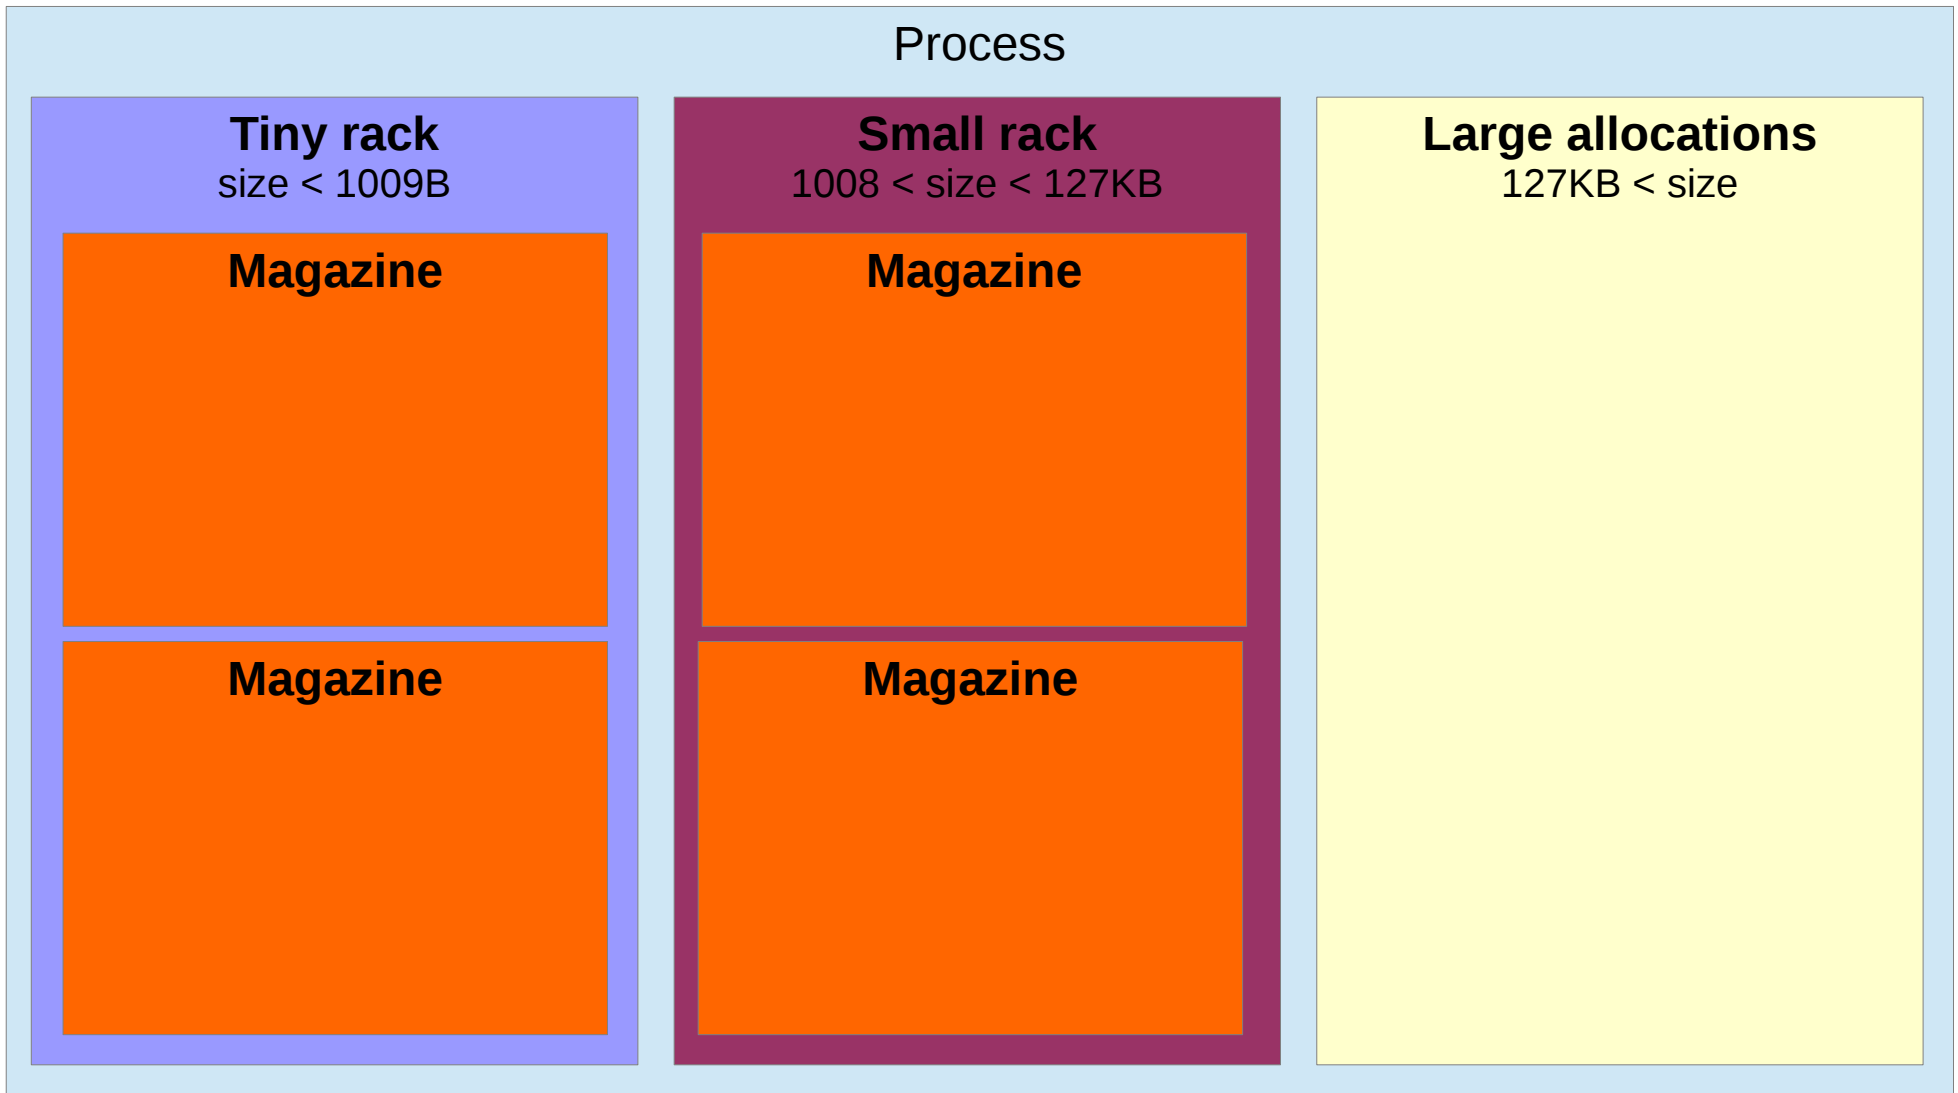 Process
Tiny rack
size < 1009B
Magazine
Magazine
Small rack
1008 < size < 127KB
Magazine
Magazine
Large allocations
127KB < size